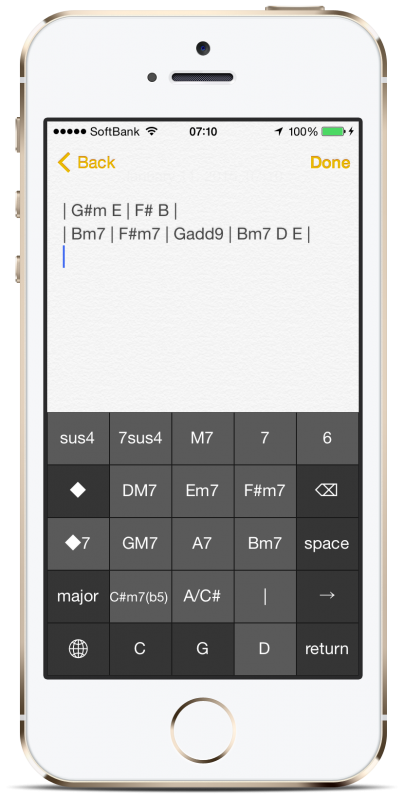 SoftBank 07:10 100%
Back Done
| G#m E | F# B |
| Bm7 | F#m7 | Gadd9 | Bm7 D E |
sus4 7sus4 M7 7 6
◆ DM7 Em7 F#m7 ⌫
◆7 GM7 A7 Bm7 space
major C#m7(b5) A/C# | →
C G D return